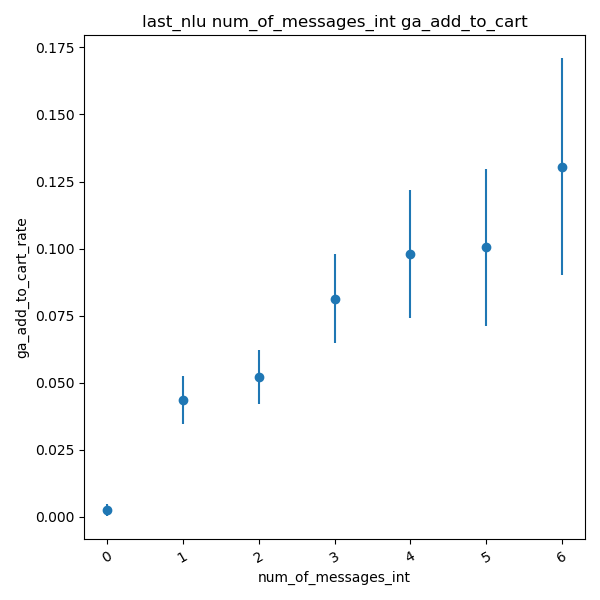 last_nlu num_of_messages_int ga_add_to_cart
0.175
0.150
0.125
0.100
0.075
0.050
0.025
0.000
ga_add_to_cart_rate
0 1 2 3 4 5 6
num_of_messages_int